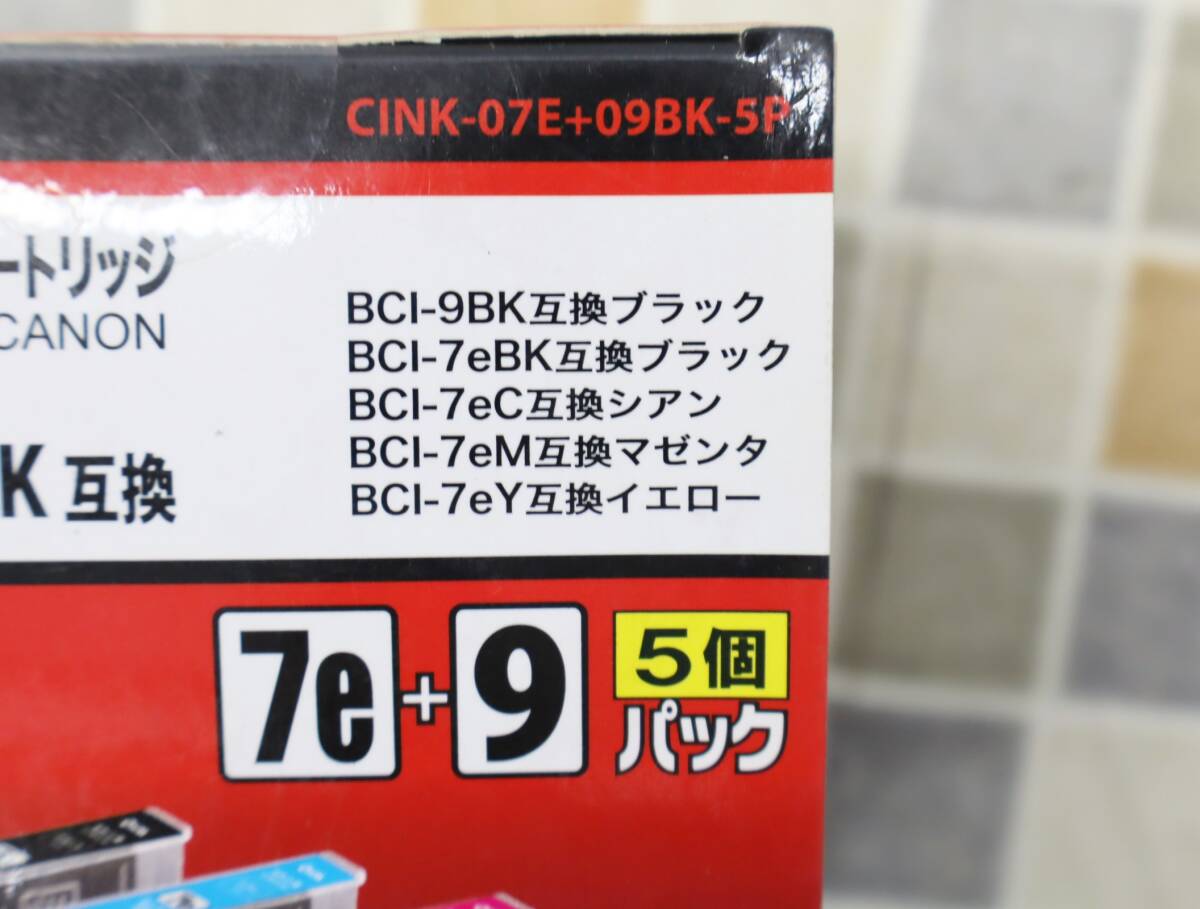 CINK-07E+09BK-5P
ートリッジ
CANON
K 互換
BCI-9BK互換ブラック
BCI-7eBK互換ブラック
BCI-7eC互換シアン
BCI-7eM互換マゼンタ
BCI-7eY互換イエロー
7e+9
5個
パック